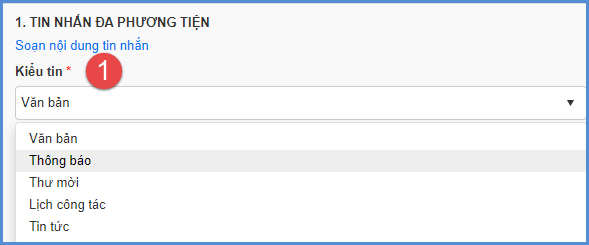 1. TIN NHẮN ĐA PHƯƠNG TIỆN
Soạn nội dung tin nhắn
Kiểu tin * 1
Văn bản
Văn bản
Thông báo
Thư mời
Lịch công tác
Tin tức